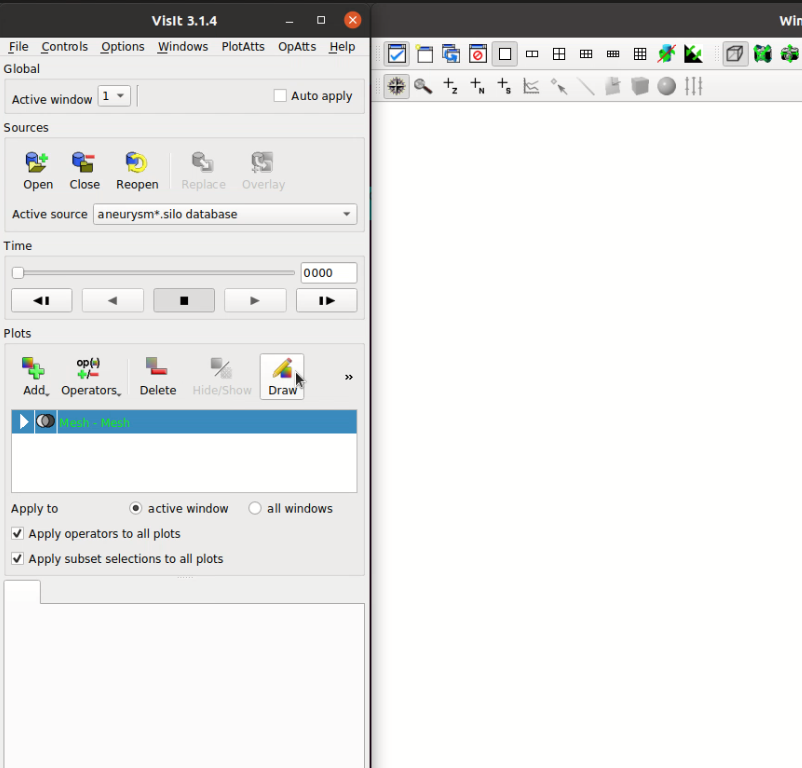 VisIt 3.1.4
Win
File Controls Options Windows PlotAtts OpAtts Help
Global
Active window 1 Auto apply
Sources
Open Close Reopen Replace Overlay
Active source aneurysm*.silo database
Time
0000
Plots
op(+/-)
Add Operators Delete Hide/Show Draw »
Mesh - Mesh
Apply to active window all windows
Apply operators to all plots
Apply subset selections to all plots